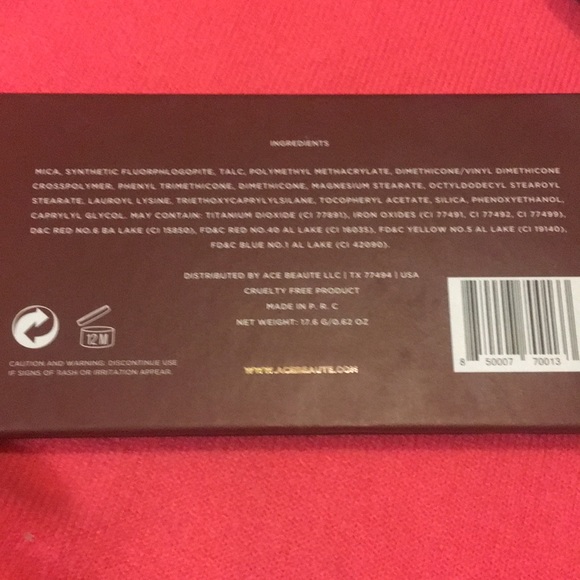 INGREDIENTS
MICA, SYNTHETIC FLUORPHLOGOPITE, TALC, POLYMETHYL METHACRYLATE, DIMETHICONE/VINYL DIMETHICONE
CROSSPOLYMER, PHENYL TRIMETHICONE, DIMETHICONE, MAGNESIUM STEARATE, OCTYLDODECYL STEAROYL
STEARATE, LAUROYL LYSINE, TRIETHOXYCAPRYLYLSILANE, TOCOPHERYL ACETATE, SILICA, PHENOXYETHANOL,
CAPRYLYL GLYCOL. MAY CONTAIN: TITANIUM DIOXIDE (CI 77891), IRON OXIDES (CI 77491, CI 77492, CI 77499),
D&C RED NO.6 BA LAKE (CI 15850), FD&C RED NO.40 AL LAKE (CI 16035), FD&C YELLOW NO.5 AL LAKE (CI 19140),
FD&C BLUE NO.1 AL LAKE (CI 42090).
DISTRIBUTED BY ACE BEAUTE LLC | TX 77494 | USA
CRUELTY FREE PRODUCT
MADE IN P. R. C
NET WEIGHT: 17.6 G/0.62 OZ
12 M
CAUTION AND WARNING: DISCONTINUE USE
IF SIGNS OF RASH OR IRRITATION APPEAR.
WWW.ACEBEAUTE.COM
8 50007 70013